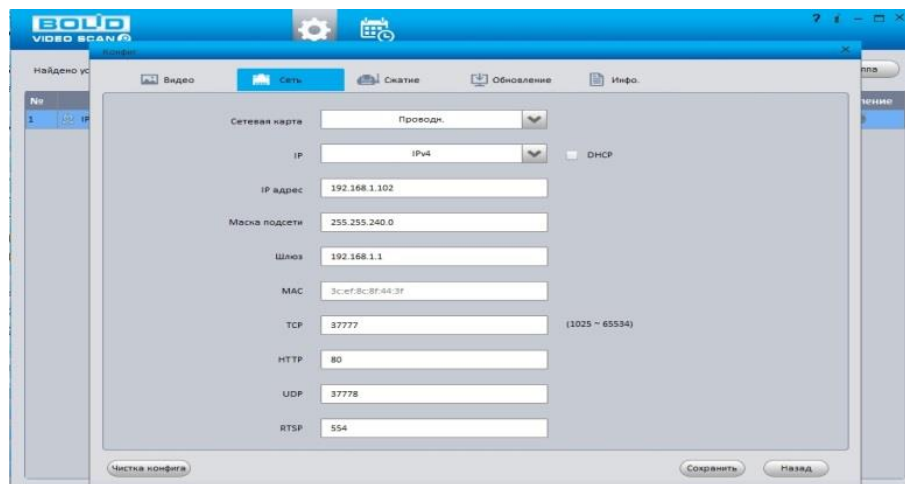 BOLID
VIDEO SCAN
? i
Конфиг
Найдено ус
ппа
Видео Сеть Сжатие Обновление Инфо.
№
ление
1 IP
Сетевая карта Проводн.
IP IPv4 DHCP
IP адрес 192.168.1.102
Маска подсети 255.255.240.0
Шлюз 192.168.1.1
MAC 3c:ef:8c:8f:44:3f
TCP 37777 (1025 ~ 65534)
HTTP 80
UDP 37778
RTSP 554
Чистка конфига Сохранить Назад